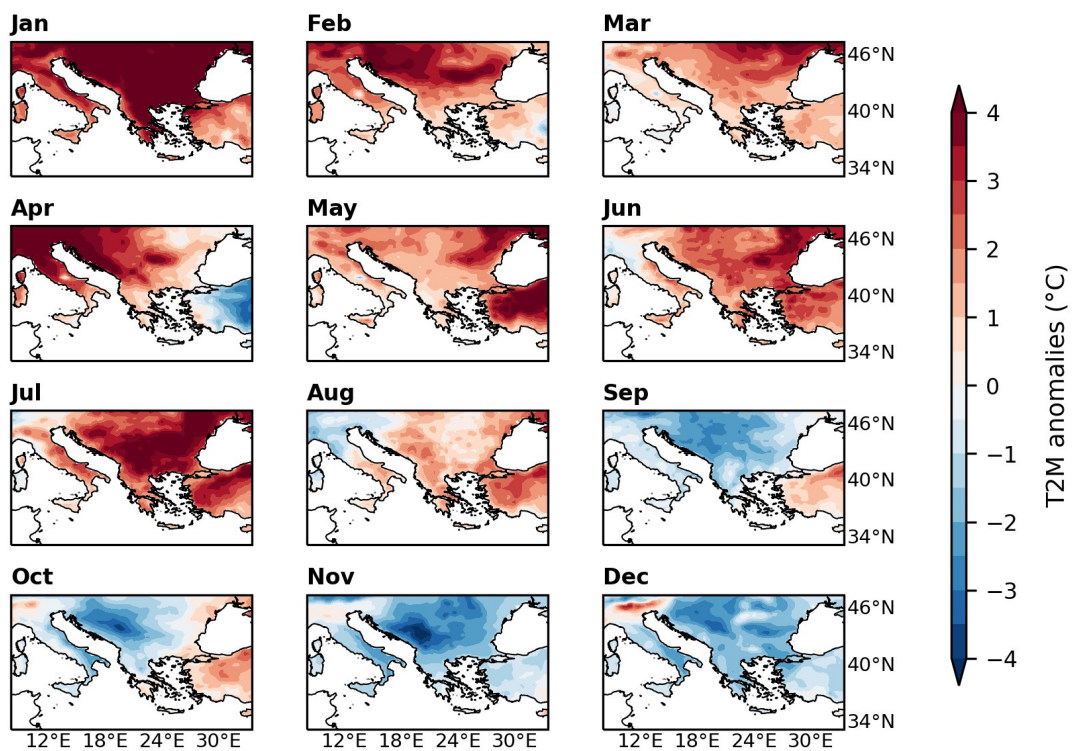 Jan Feb Mar
46°N
40°N
34°N
Apr May Jun
46°N
40°N
34°N
Jul Aug Sep
46°N
40°N
34°N
Oct Nov Dec
46°N
40°N
34°N
12°E 18°E 24°E 30°E 12°E 18°E 24°E 30°E 12°E 18°E 24°E 30°E
4
3
2
1
0
−1
−2
−3
−4
T2M anomalies (°C)